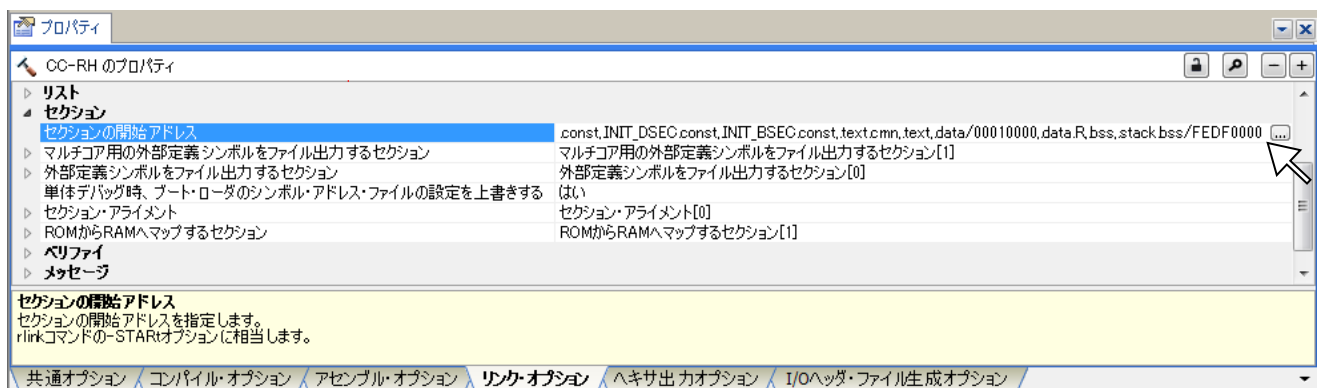 プロパティ
CC-RH のプロパティ
リスト
セクション
セクションの開始アドレス .const,INIT_DSEC.const,INIT_BSEC.const,.text.cmn,.text,.data/00010000,.data.R,.bss,.stack.bss/FEDF0000 ...
マルチコア用の外部定義シンボルをファイル出力するセクション マルチコア用の外部定義シンボルをファイル出力するセクション[1]
外部定義シンボルをファイル出力するセクション 外部定義シンボルをファイル出力するセクション[0]
単体デバッグ時、ブート・ローダのシンボル・アドレス・ファイルの設定を上書きする はい
セクション・アライメント セクション・アライメント[0]
ROMからRAMへマップするセクション ROMからRAMへマップするセクション[1]
ベリファイ
メッセージ
セクションの開始アドレス
セクションの開始アドレスを指定します。
rlinkコマンドの-STARtオプションに相当します。
共通オプション コンパイル・オプション アセンブル・オプション リンク・オプション ヘキサ出力オプション I/Oヘッダ・ファイル生成オプション